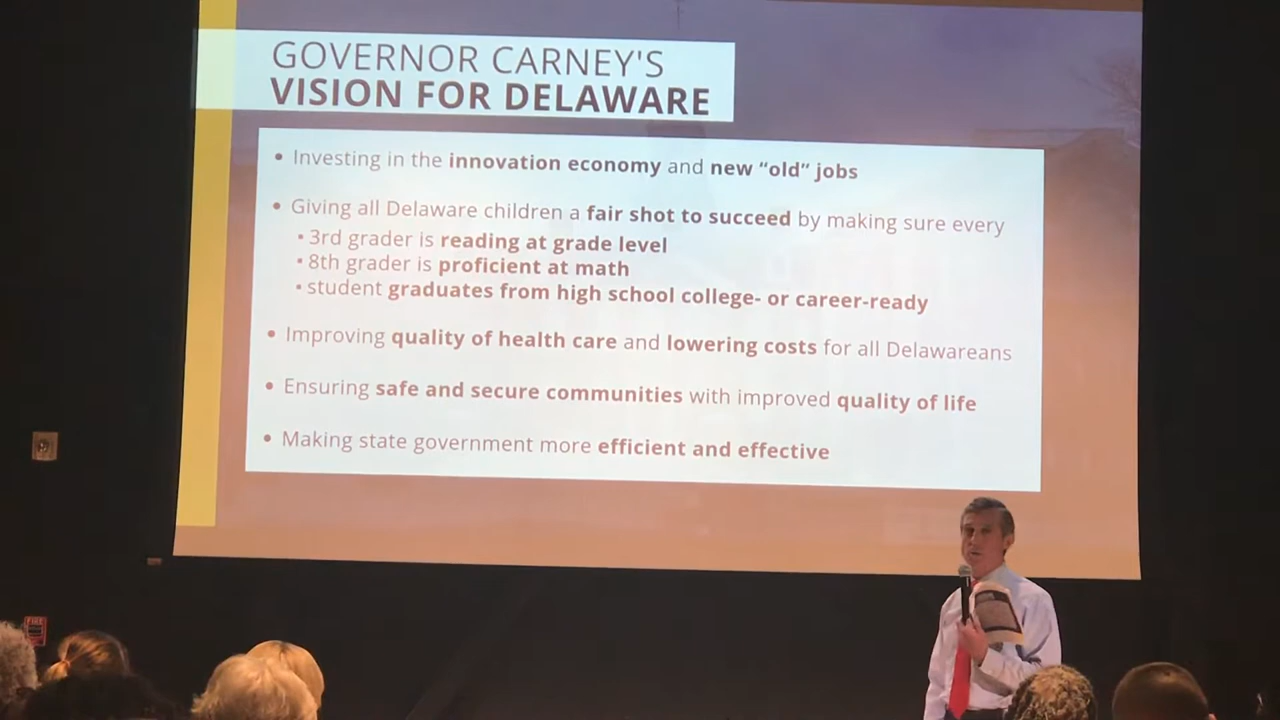 GOVERNOR CARNEY'S
VISION FOR DELAWARE
• Investing in the innovation economy and new “old” jobs
• Giving all Delaware children a fair shot to succeed by making sure every
• 3rd grader is reading at grade level
• 8th grader is proficient at math
• student graduates from high school college- or career-ready
• Improving quality of health care and lowering costs for all Delawareans
• Ensuring safe and secure communities with improved quality of life
• Making state government more efficient and effective
FIRE